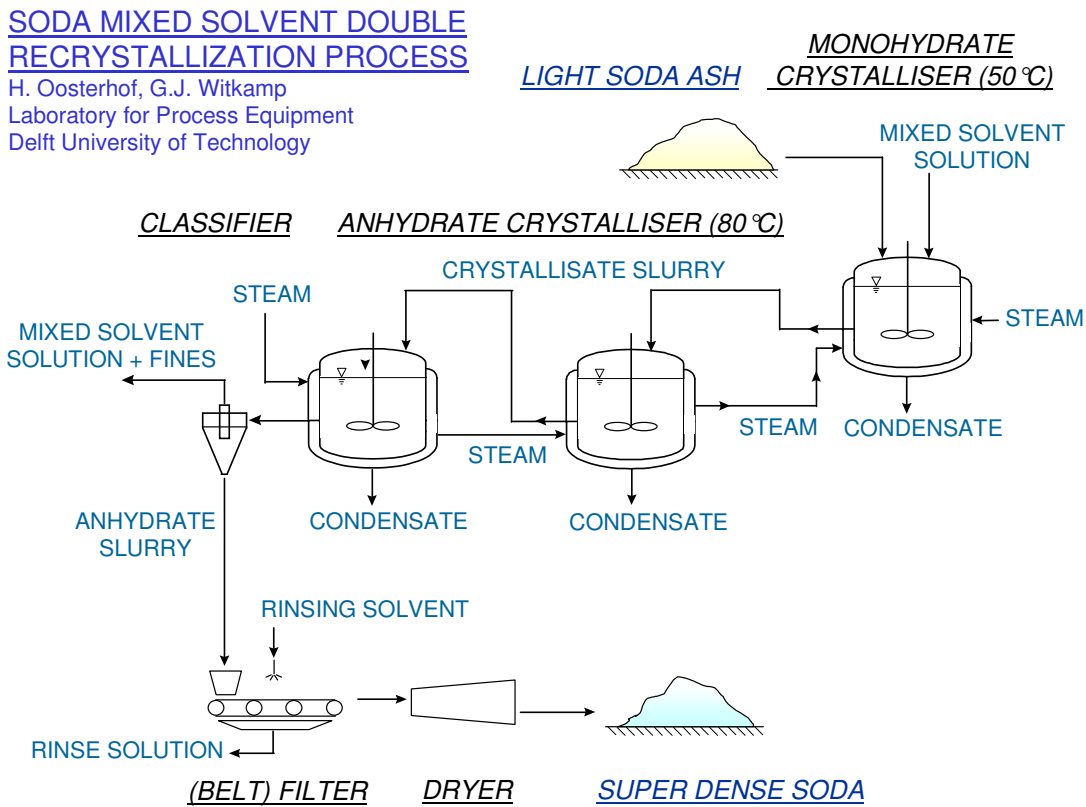 SODA MIXED SOLVENT DOUBLE
RECRYSTALLIZATION PROCESS
H. Oosterhof, G.J. Witkamp
Laboratory for Process Equipment
Delft University of Technology
LIGHT SODA ASH
MONOHYDRATE
CRYSTALLISER (50°C)
MIXED SOLVENT
SOLUTION
CLASSIFIER
ANHYDRATE CRYSTALLISER (80°C)
CRYSTALLISATE SLURRY
STEAM
STEAM
MIXED SOLVENT
SOLUTION + FINES
STEAM
STEAM
CONDENSATE
ANHYDRATE
SLURRY
CONDENSATE
CONDENSATE
RINSING SOLVENT
RINSE SOLUTION
(BELT) FILTER
DRYER
SUPER DENSE SODA